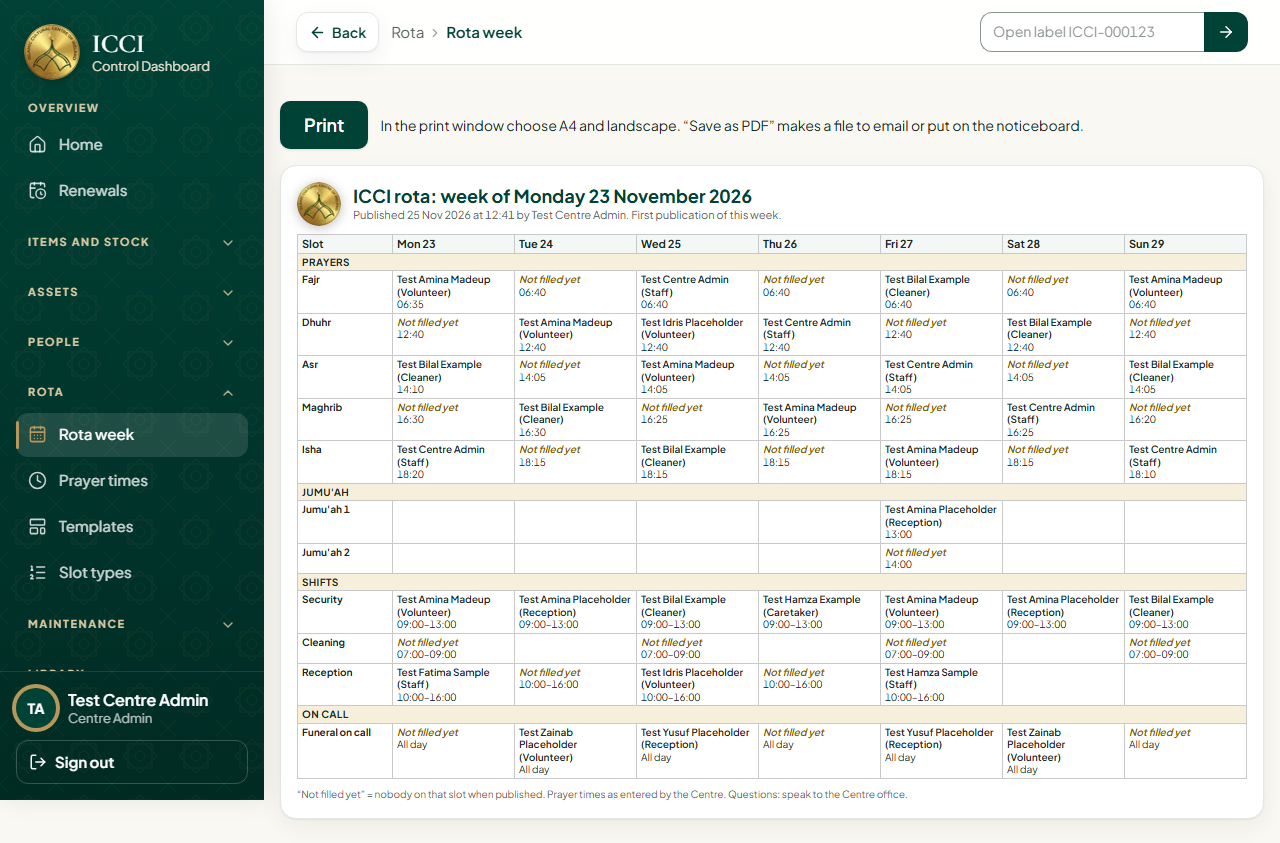 ICCI
Control Dashboard
OVERVIEW
Home
Renewals
ITEMS AND STOCK
ASSETS
PEOPLE
ROTA
Rota week
Prayer times
Templates
Slot types
MAINTENANCE
TA
Test Centre Admin
Centre Admin
Sign out
Back
Rota › Rota week
Open label ICCI-000123
Print
In the print window choose A4 and landscape. “Save as PDF” makes a file to email or put on the noticeboard.
ICCI rota: week of Monday 23 November 2026
Published 25 Nov 2026 at 12:41 by Test Centre Admin. First publication of this week.
Slot Mon 23 Tue 24 Wed 25 Thu 26 Fri 27 Sat 28 Sun 29
PRAYERS
Fajr Test Amina Madeup Not filled yet Test Centre Admin Not filled yet Test Bilal Example Not filled yet Test Amina Madeup
(Volunteer) 06:40 (Staff) 06:40 (Cleaner) 06:40 (Volunteer)
06:35 06:40 06:40 06:40
Dhuhr Not filled yet Test Amina Madeup Test Idris Placeholder Test Centre Admin Not filled yet Test Bilal Example Not filled yet
12:40 (Volunteer) (Volunteer) (Staff) 12:40 (Cleaner) 12:40
12:40 12:40 12:40 12:40
Asr Test Bilal Example Not filled yet Test Amina Madeup Not filled yet Test Centre Admin Not filled yet Test Bilal Example
(Cleaner) 14:05 (Volunteer) 14:05 (Staff) 14:05 (Cleaner)
14:10 14:05 14:05 14:05
Maghrib Not filled yet Test Bilal Example Not filled yet Test Amina Madeup Not filled yet Test Centre Admin Not filled yet
16:30 (Cleaner) 16:25 (Volunteer) 16:25 (Staff) 16:20
16:30 16:25 16:25
Isha Test Centre Admin Not filled yet Test Bilal Example Not filled yet Test Amina Madeup Not filled yet Test Centre Admin
(Staff) 18:15 (Cleaner) 18:15 (Volunteer) 18:15 (Staff)
18:20 18:15 18:15 18:10
JUMU'AH
Jumu'ah 1 Test Amina Placeholder
(Reception)
13:00
Jumu'ah 2 Not filled yet
14:00
SHIFTS
Security Test Amina Madeup Test Amina Placeholder Test Bilal Example Test Hamza Example Test Amina Madeup Test Amina Placeholder Test Bilal Example
(Volunteer) (Reception) (Cleaner) (Caretaker) (Volunteer) (Reception) (Cleaner)
09:00–13:00 09:00–13:00 09:00–13:00 09:00–13:00 09:00–13:00 09:00–13:00 09:00–13:00
Cleaning Not filled yet Not filled yet Not filled yet Not filled yet
07:00–09:00 07:00–09:00 07:00–09:00 07:00–09:00
Reception Test Fatima Sample Not filled yet Test Idris Placeholder Not filled yet Test Hamza Sample
(Staff) 10:00–16:00 (Volunteer) 10:00–16:00 (Staff)
10:00–16:00 10:00–16:00 10:00–16:00
ON CALL
Funeral on call Not filled yet Test Zainab Test Yusuf Placeholder Not filled yet Test Yusuf Placeholder Test Zainab Not filled yet
All day Placeholder (Reception) All day (Reception) Placeholder All day
(Volunteer) All day All day (Volunteer)
All day All day
“Not filled yet” = nobody on that slot when published. Prayer times as entered by the Centre. Questions: speak to the Centre office.